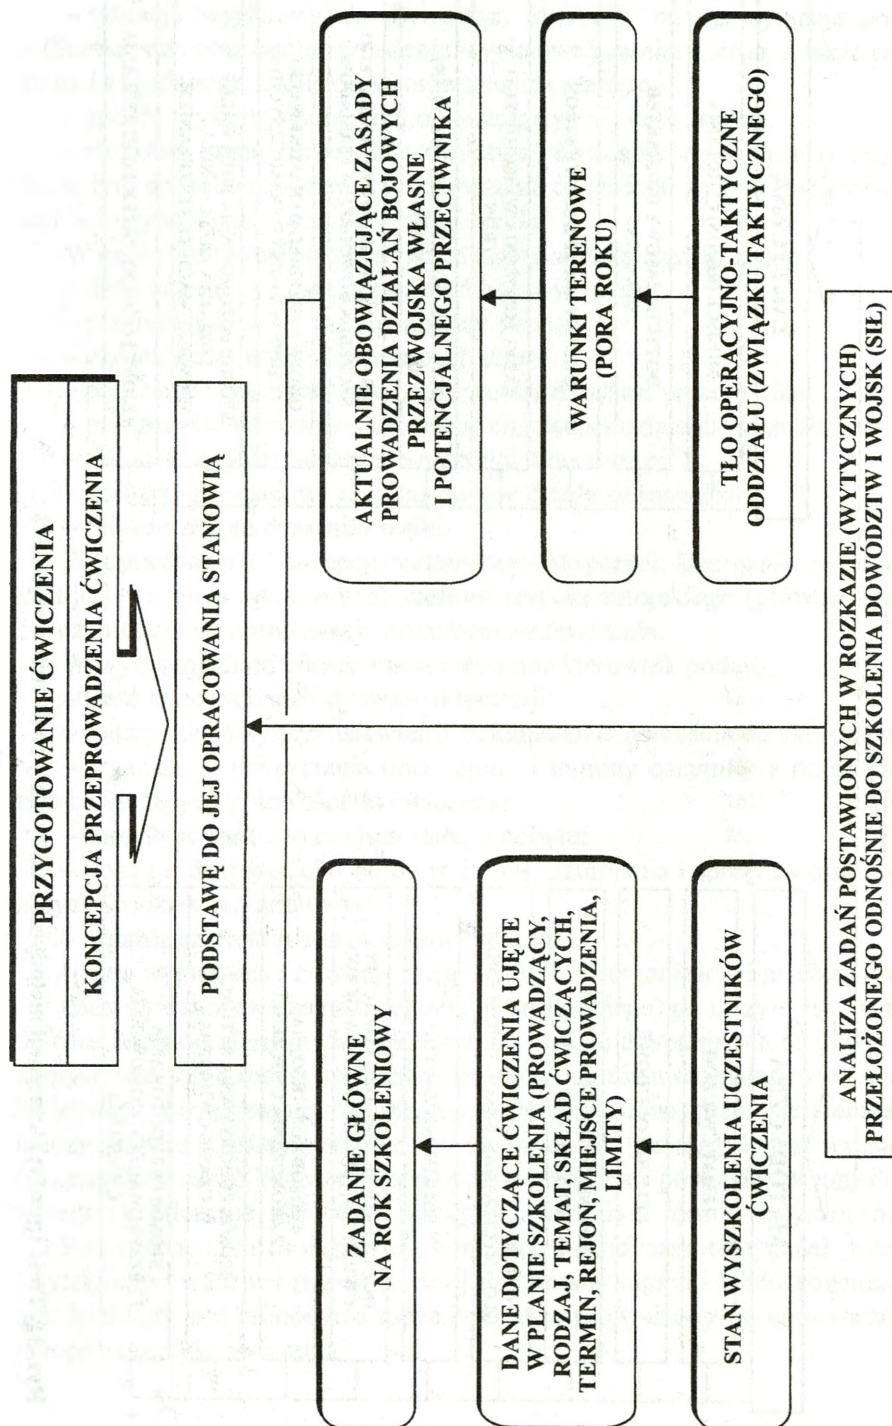 PRZYGOTOWANIE ĆWICZENIA
KONCEPCJA PRZEPROWADZENIA ĆWICZENIA
PODSTAWĘ DO JEJ OPRACOWANIA STANOWIĄ
ZADANIE GŁÓWNE
NA ROK SZKOLENIOWY
DANE DOTYCZĄCE ĆWICZENIA UJĘTE
W PLANIE SZKOLENIA (PROWADZĄCY,
RODZAJ, TEMAT, SKŁAD ĆWICZĄCYCH,
TERMIN, REJON, MIEJSCE PROWADZENIA,
LIMITY)
STAN WYSZKOLENIA UCZESTNIKÓW
ĆWICZENIA
AKTUALNIE OBOWIĄZUJĄCE ZASADY
PROWADZENIA DZIAŁAŃ BOJOWYCH
PRZEZ WOJSKA WŁASNE
I POTENCJALNEGO PRZECIWNIKA
WARUNKI TERENOWE
(PORA ROKU)
TŁO OPERACYJNO-TAKTYCZNE
ODDZIAŁU (ZWIĄZKU TAKTYCZNEGO)
ANALIZA ZADAŃ POSTAWIONYCH W ROZKAZIE (WYTYCZNYCH)
PRZEŁOŻONEGO ODNOŚNIE DO SZKOLENIA DOWÓDZTW I WOJSK (SIŁ)